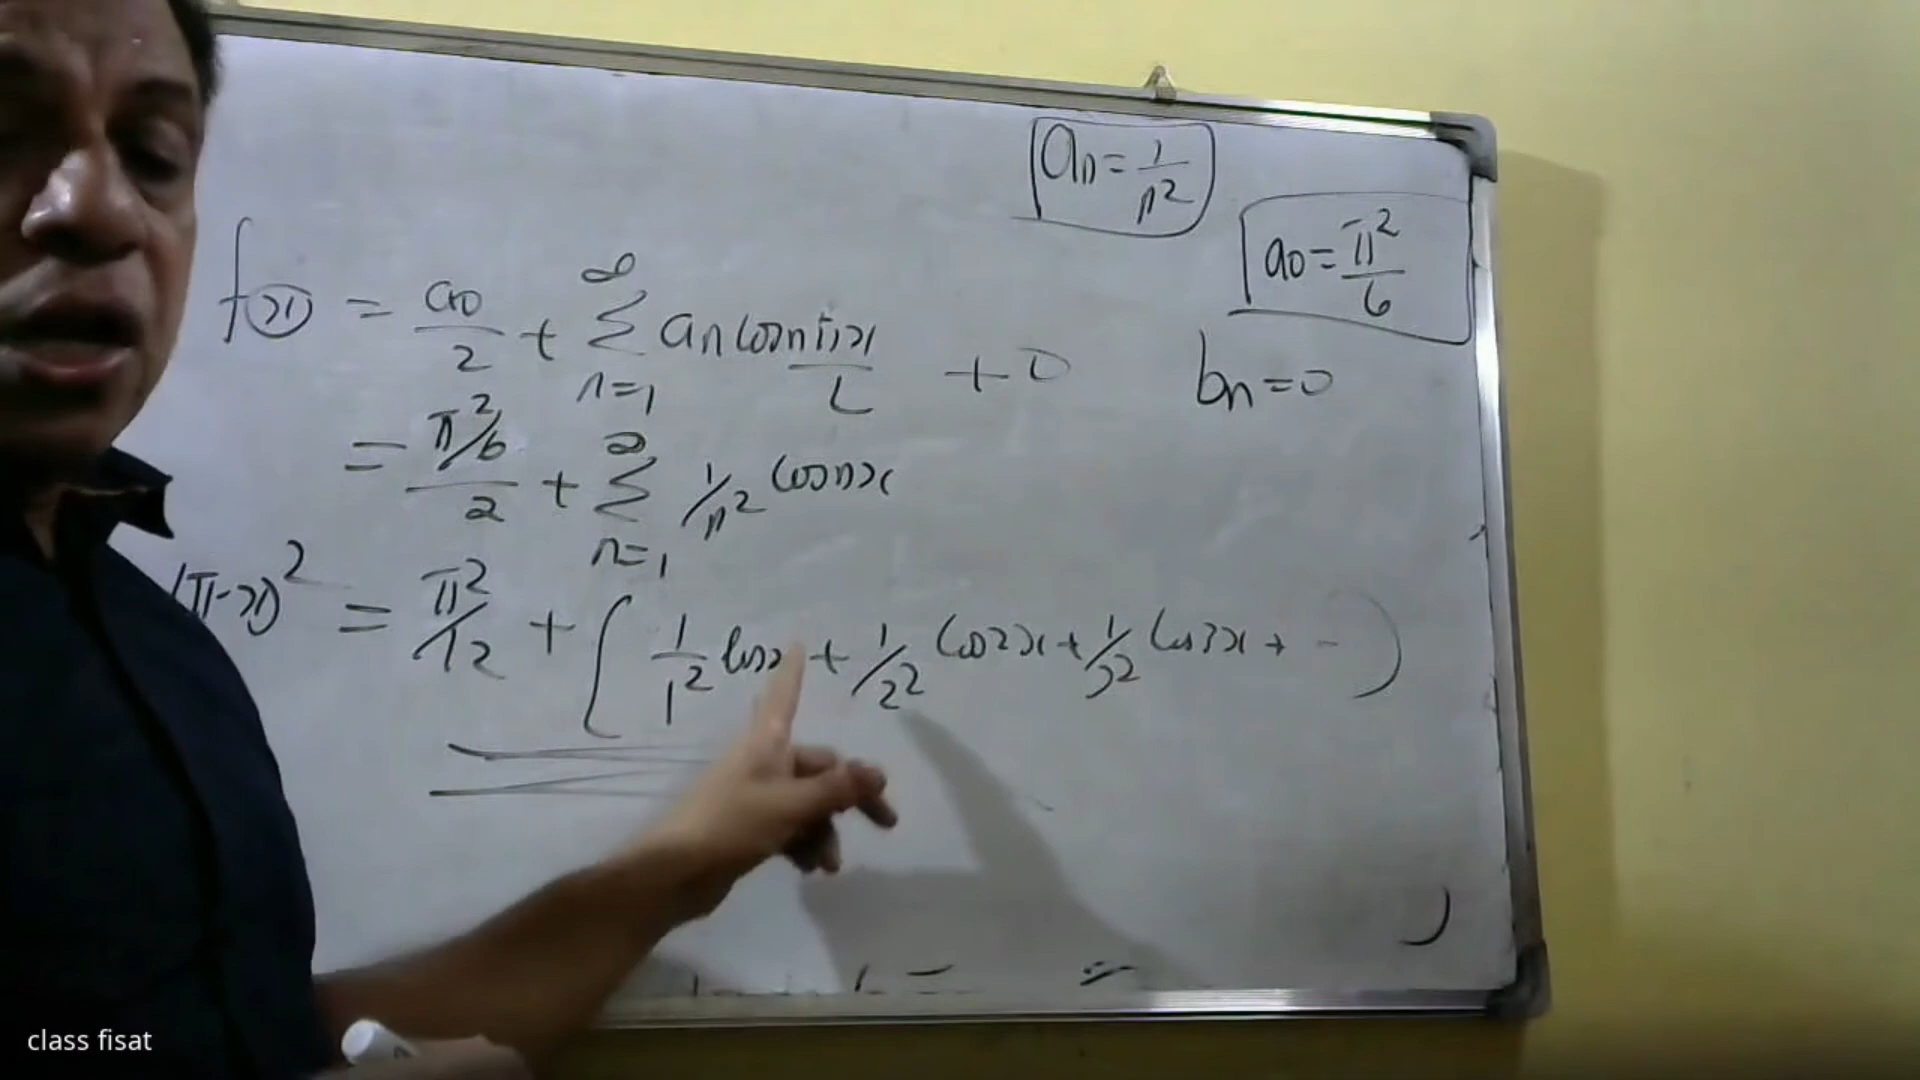 an = 1/n²
a0 = π²/6
bn = 0
f(x) = a0/2 + ∞ Σ n=1 an cos nπx/L + 0
= π²/6/2 + ∞ Σ n=1 1/n² cos nx
(π-x)² = π²/12 + [ 1/1² cos x + 1/2² cos 2x + 1/3² cos 3x + - )
class fisat